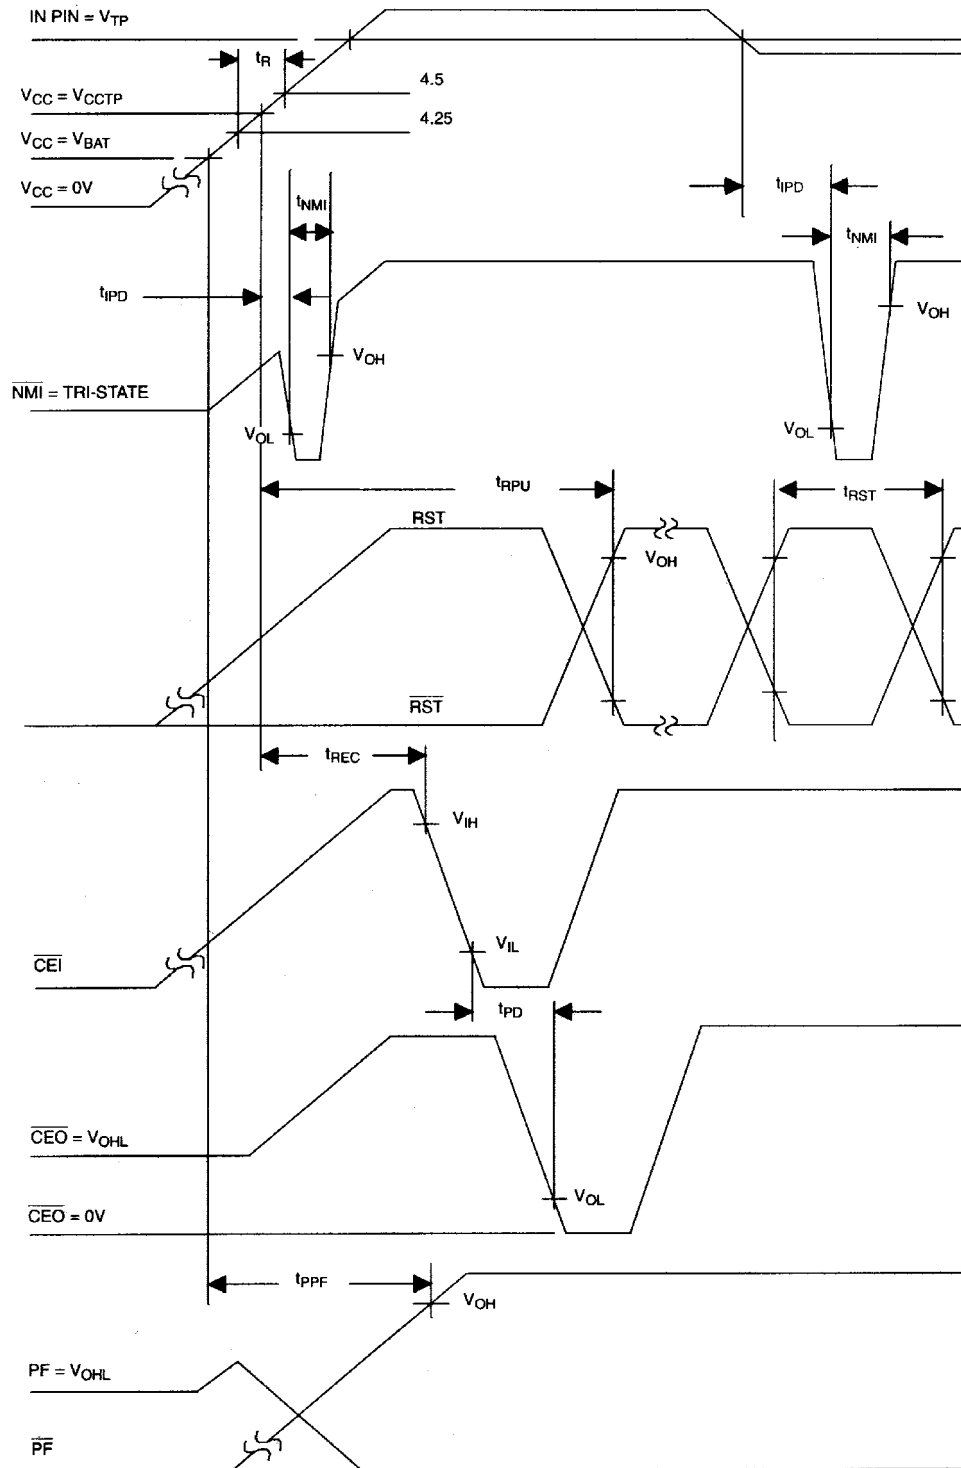 IN PIN = VTP
tR
4.5
VCC = VCCTP
4.25
VCC = VBAT
VCC = 0V
tIPD
tNMI
tNMI
tIPD
VOH
VOH
NMI = TRI-STATE
VOL
VOL
tRPU
tRST
RST
VOH
RST
tREC
VIH
VIL
CEI
tPD
CEO = VOHL
VOL
CEO = 0V
tPPF
VOH
PF = VOHL
PF